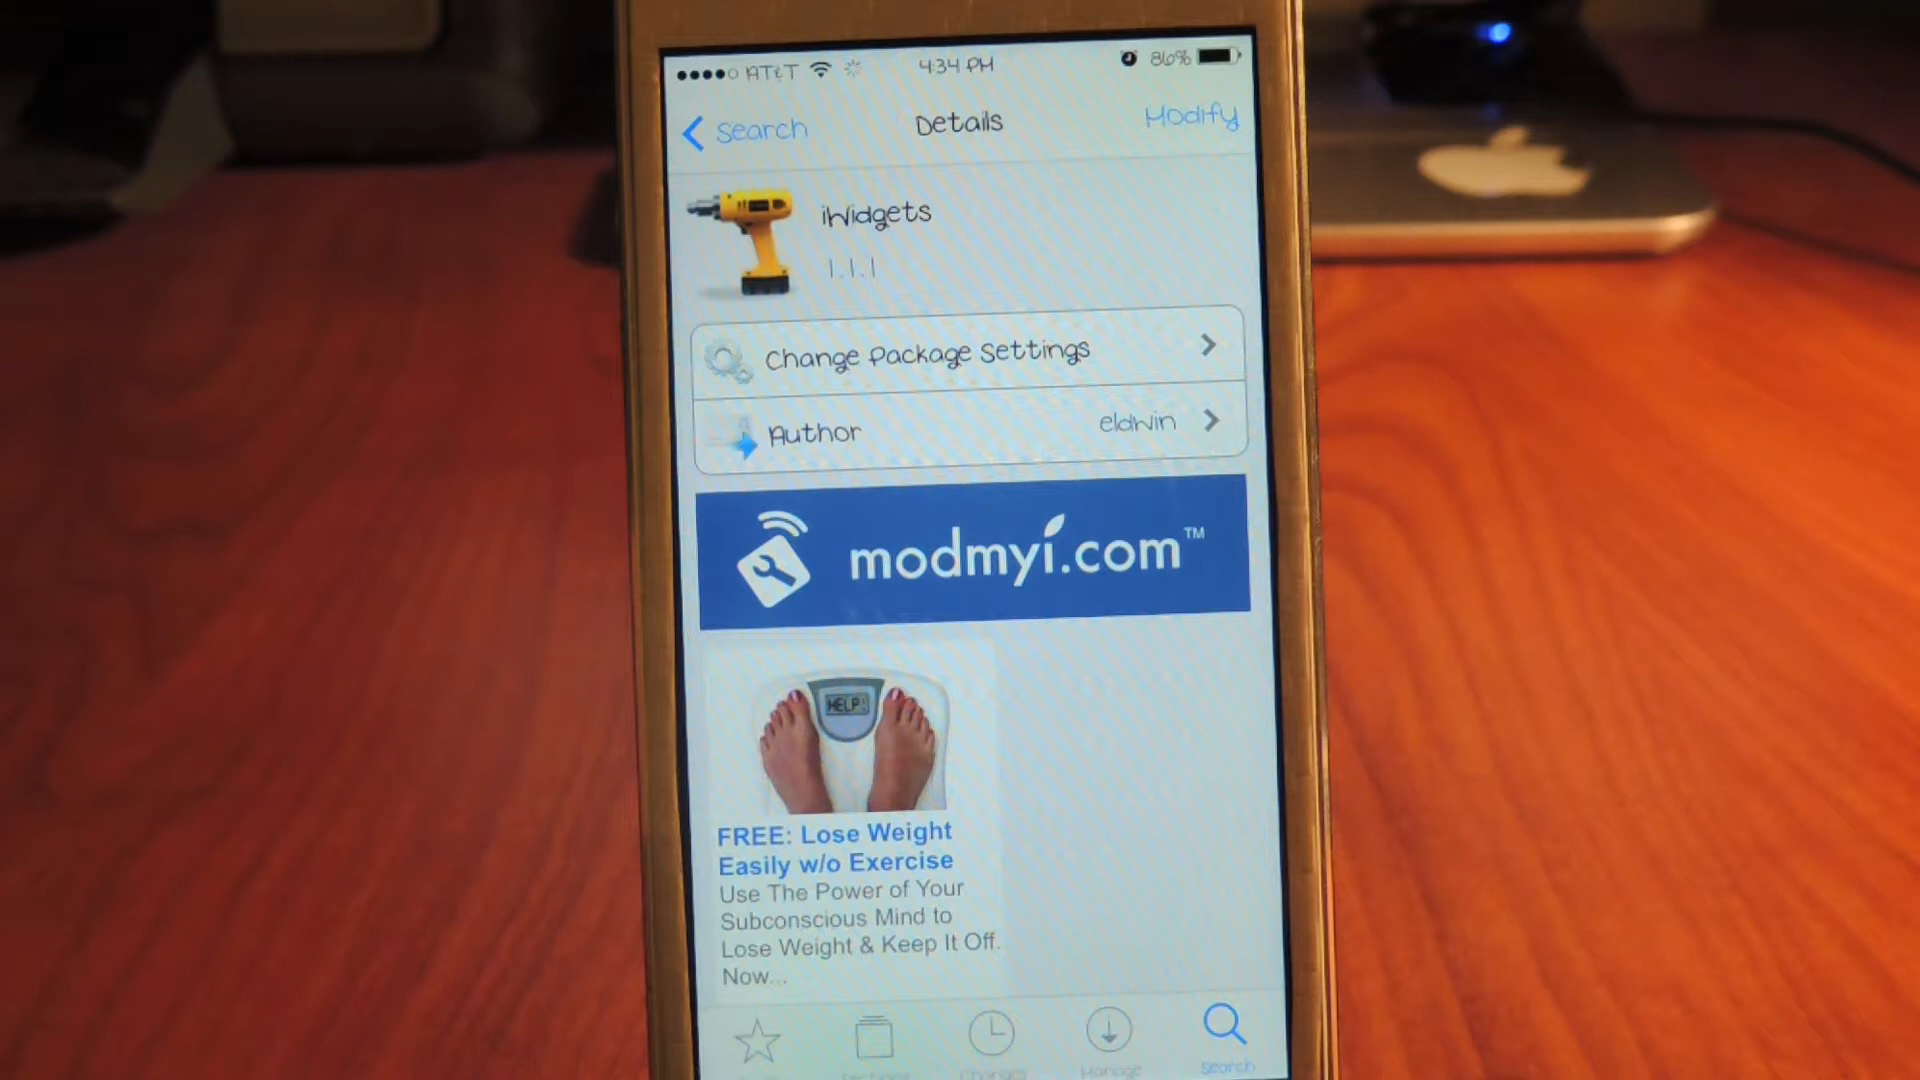 AT&T 4:34 PM 86%
Search Details Modify
iWidgets
1.1.1
Change Package Settings
Author eldwin
modmyi.com™
HELP!
FREE: Lose Weight
Easily w/o Exercise
Use The Power of Your
Subconscious Mind to
Lose Weight & Keep It Off.
Now...
Changes Manage Search